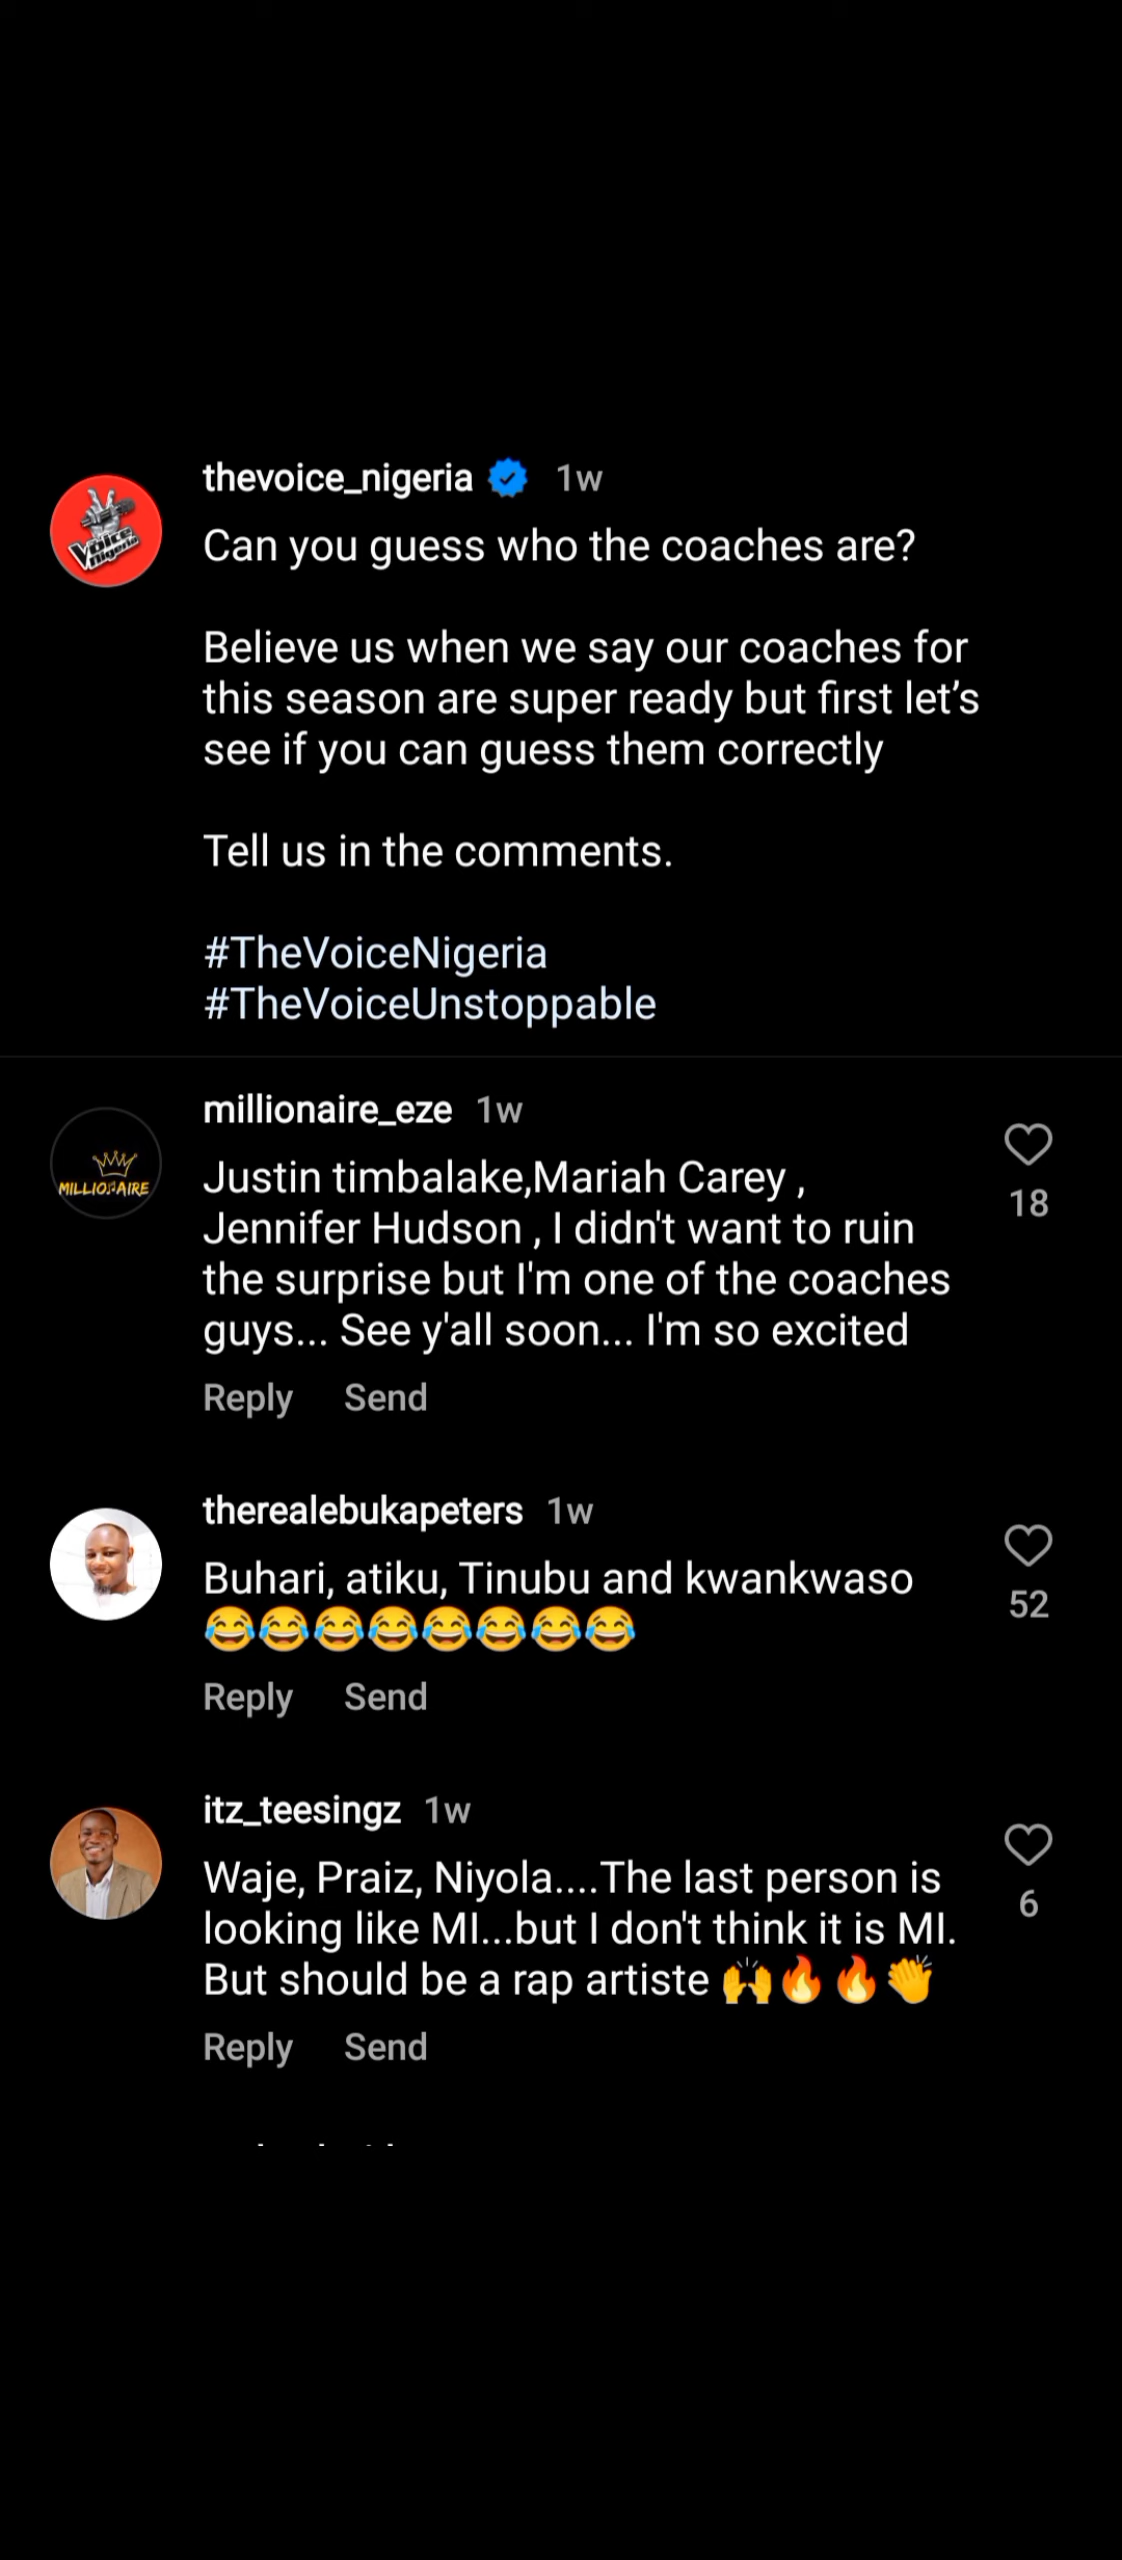 thevoice_nigeria 1w
Voice
Nigeria
Can you guess who the coaches are?
Believe us when we say our coaches for
this season are super ready but first let’s
see if you can guess them correctly
Tell us in the comments.
#TheVoiceNigeria
#TheVoiceUnstoppable
millionaire_eze 1w
MILLIONAIRE
Justin timbalake,Mariah Carey ,
Jennifer Hudson , I didn't want to ruin
the surprise but I'm one of the coaches
guys... See y'all soon... I'm so excited
18
Reply Send
therealebukapeters 1w
Buhari, atiku, Tinubu and kwankwaso
😂😂😂😂😂😂😂😂
52
Reply Send
itz_teesingz 1w
Waje, Praiz, Niyola....The last person is
looking like MI...but I don't think it is MI.
But should be a rap artiste 🙌🔥🔥👏
6
Reply Send